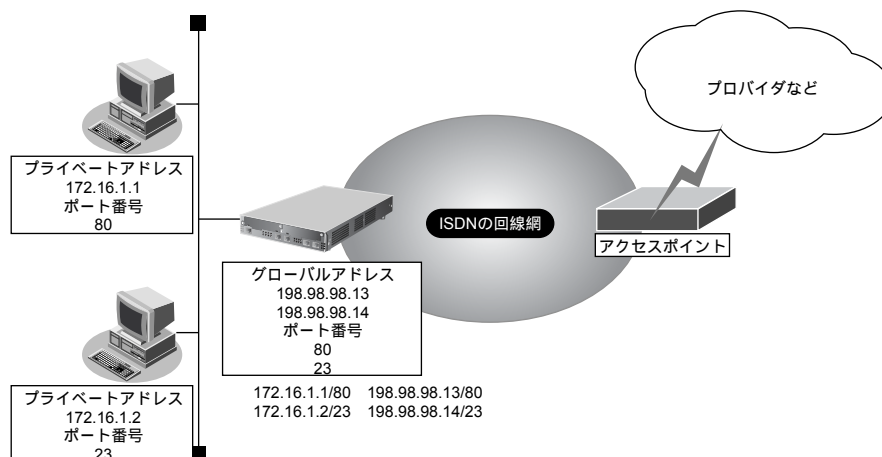 プロバイダなど
プライベートアドレス
172.16.1.1
ポート番号
80
ISDNの回線網
アクセスポイント
グローバルアドレス
198.98.98.13
198.98.98.14
ポート番号
80
23
172.16.1.1/80 198.98.98.13/80
172.16.1.2/23 198.98.98.14/23
プライベートアドレス
172.16.1.2
ポート番号
23